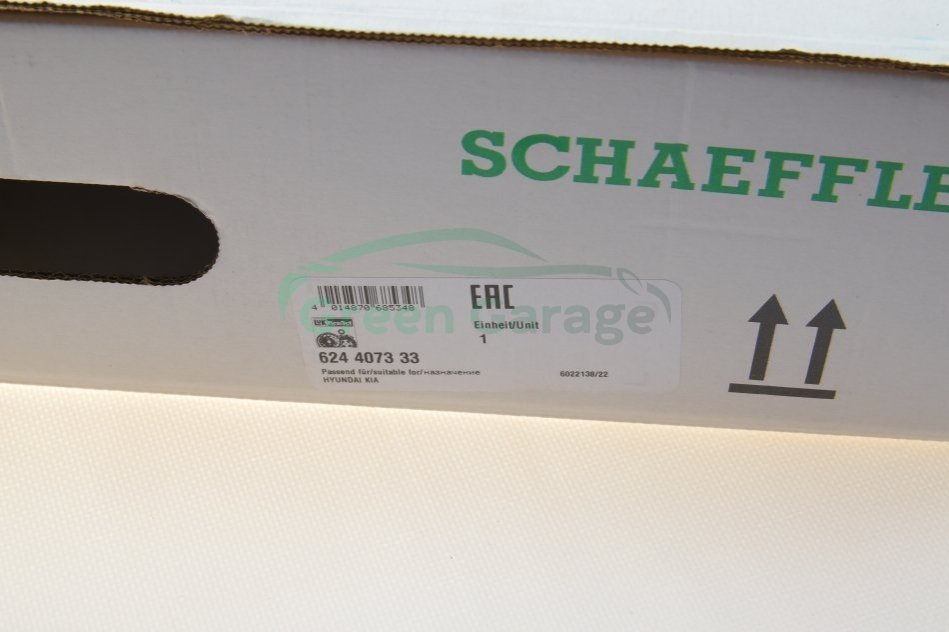 SCHAEFFLE
EAC
4 014870 685348
Green Garage
Einheit/Unit
1
LuK
624 4073 33
Passend für/suitable for/назначение
6022138/22
HYUNDAI KIA